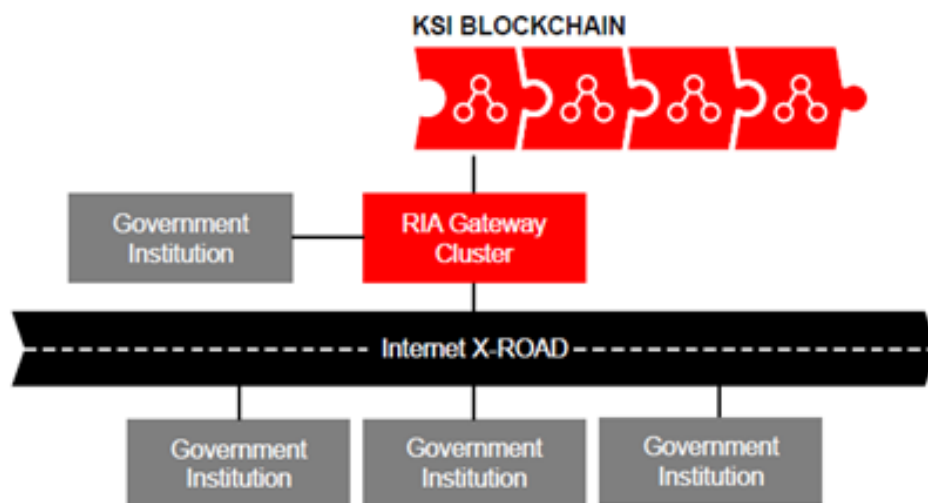 KSI BLOCKCHAIN
Government
Institution
RIA Gateway
Cluster
Internet X-ROAD
Government
Institution
Government
Institution
Government
Institution